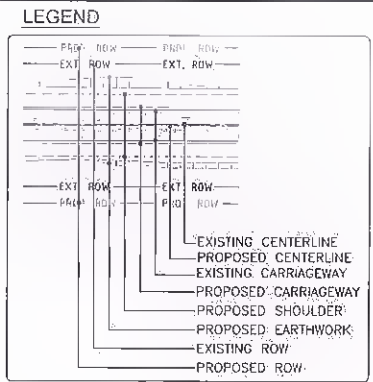 LEGEND
PROP ROW PROP ROW
EXT. ROW EXT. ROW
EXT ROW EXT ROW
PROP ROW PROP ROW
EXISTING CENTERLINE
PROPOSED CENTERLINE
EXISTING CARRIAGEWAY
PROPOSED CARRIAGEWAY
PROPOSED SHOULDER
PROPOSED EARTHWORK
EXISTING ROW
PROPOSED ROW